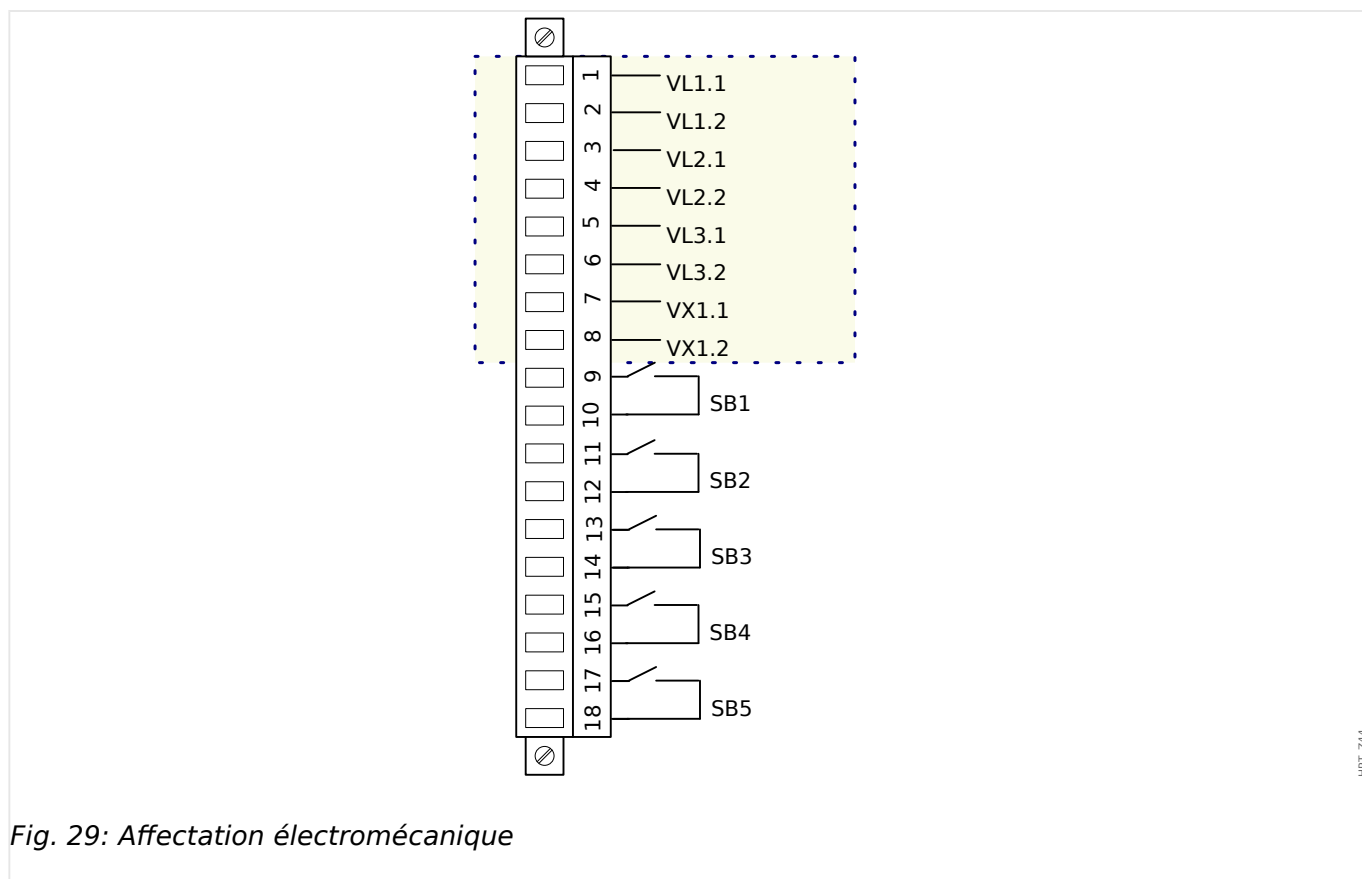 1 VL1.1
2 VL1.2
3 VL2.1
4 VL2.2
5 VL3.1
6 VL3.2
7 VX1.1
8 VX1.2
9
SB1
10
11
SB2
12
13
SB3
14
15
SB4
16
17
SB5
18
Fig. 29: Affectation électromécanique